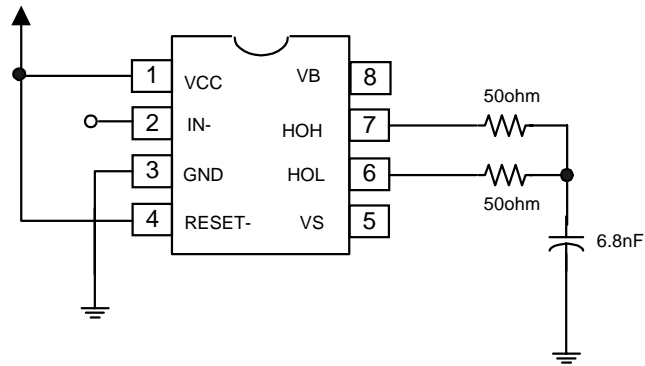 1 VCC VB 8
50ohm
2 IN- HOH 7
3 GND HOL 6
50ohm
4 RESET- VS 5
6.8nF